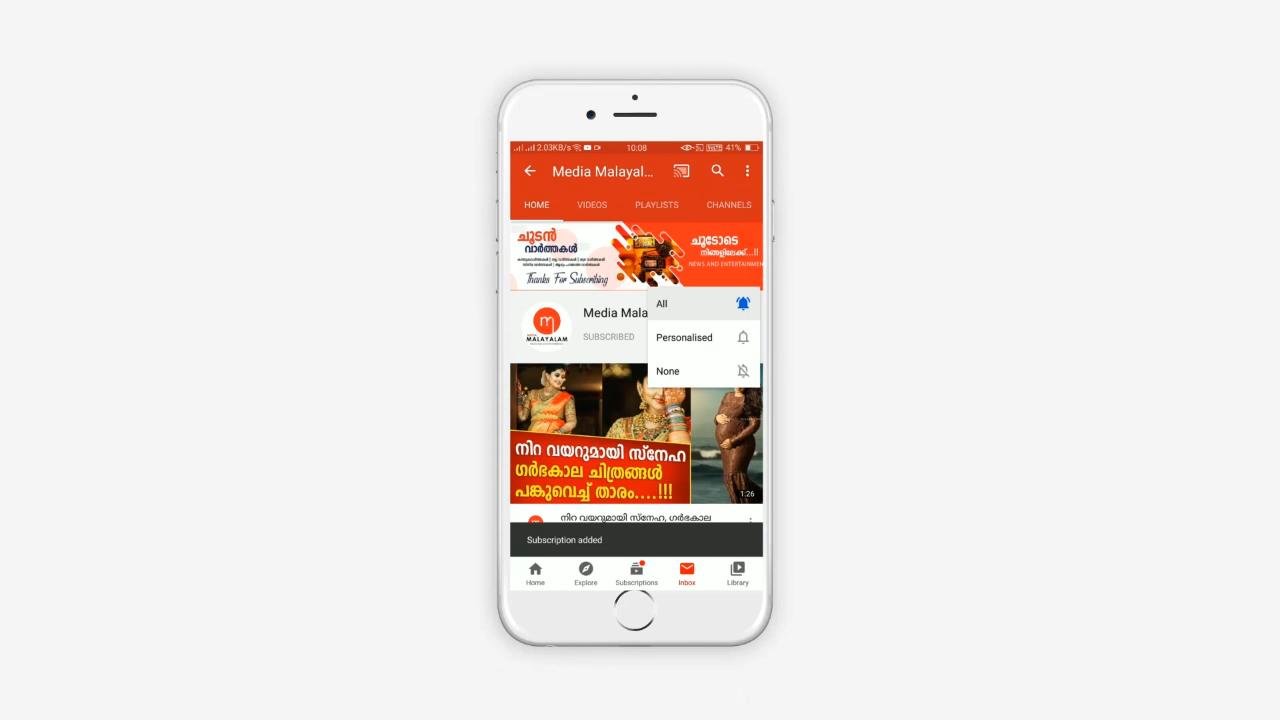 2.03KB/s
10:08
41%
Media Malayal...
HOME
VIDEOS
PLAYLISTS
CHANNELS
ചൂടൻ
വാർത്തകൾ
Thanks For Subscribing
ചൂടോടെ
നിങ്ങളിലേക്ക്...!!
NEWS AND ENTERTAINMEN
m
MALAYALAM
Media Mala
SUBSCRIBED
All
Personalised
None
നിറ വയറുമായി സ്നേഹ
ഗർഭകാല ചിത്രങ്ങൾ
പങ്കുവെച്ച് താരം....!!!
1:26
നിറ വയറുമായി സ്നേഹ, ഗർഭകാല
Subscription added
Home
Explore
Subscriptions
Inbox
Library